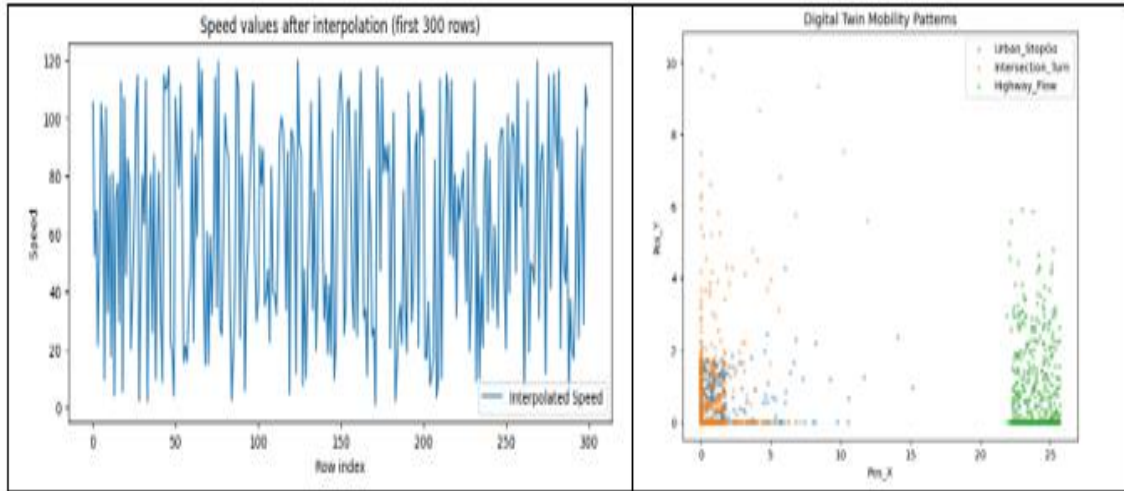 Speed values after interpolation (first 300 rows)
120
100
80
60
40
20
0
Speed
Interpolated Speed
0 50 100 150 200 250 300
Row index
Digital Twin Mobility Patterns
Urban_StopGo
Intersection_Turn
Highway_Flow
10
8
6
4
2
0
Pos_Y
0 5 10 15 20 25
Pos_X